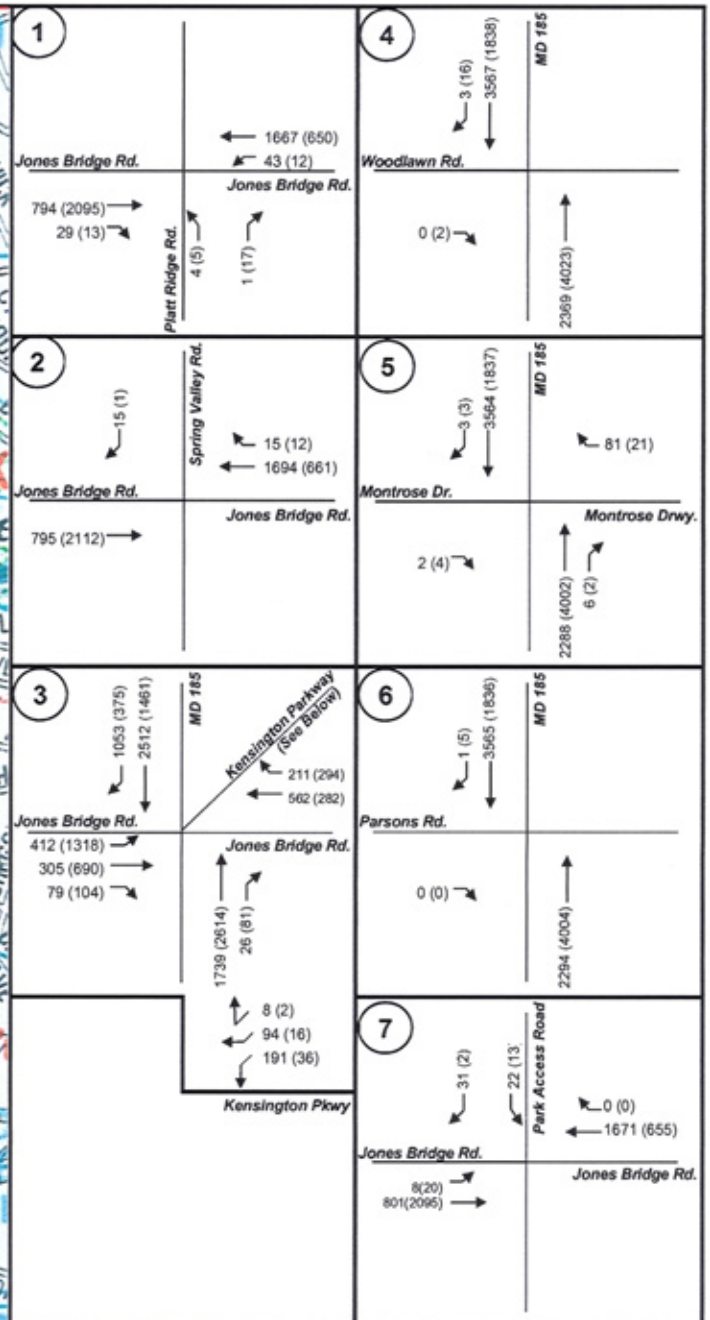 1
1667 (650)
43 (12)
Jones Bridge Rd.
Jones Bridge Rd.
794 (2095)
29 (13)
Platt Ridge Rd.
4 (5)
1 (17)
2
15 (1)
Spring Valley Rd.
15 (12)
1694 (661)
Jones Bridge Rd.
Jones Bridge Rd.
795 (2112)
3
1053 (375)
2512 (1461)
MD 185
Kensington Parkway
(See Below)
211 (294)
562 (282)
Jones Bridge Rd.
Jones Bridge Rd.
412 (1318)
305 (690)
79 (104)
1739 (2614)
26 (81)
8 (2)
94 (16)
191 (36)
Kensington Pkwy
4
3 (16)
3567 (1838)
MD 185
Woodlawn Rd.
0 (2)
2369 (4023)
5
3 (3)
3564 (1837)
MD 185
81 (21)
Montrose Dr.
Montrose Drwy.
2 (4)
2288 (4002)
6 (2)
6
1 (5)
3565 (1836)
MD 185
Parsons Rd.
0 (0)
2294 (4004)
7
31 (2)
22 (13)
Park Access Road
0 (0)
1671 (655)
Jones Bridge Rd.
Jones Bridge Rd.
8(20)
801(2095)